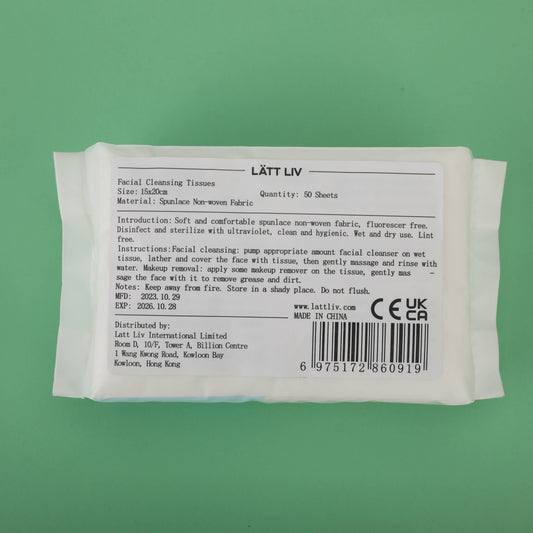 LÄTT LIV
Facial Cleansing Tissues
Size: 15x20cm Quantity: 50 Sheets
Material: Spunlace Non-woven Fabric
Introduction: Soft and comfortable spunlace non-woven fabric, fluorescer free.
Disinfect and sterilize with ultraviolet, clean and hygienic. Wet and dry use. Lint
free.
Instructions:Facial cleansing: pump appropriate amount facial cleanser on wet
tissue, lather and cover the face with tissue, then gently massage and rinse with
water. Makeup removal: apply some makeup remover on the tissue, gently mas -
sage the face with it to remove grease and dirt.
Notes: Keep away from fire. Store in a shady place. Do not flush.
MFD: 2023.10.29
EXP: 2026.10.28
www.lattliv.com
MADE IN CHINA
CE UK
CA
Distributed by:
Latt Liv International Limited
Room D, 10/F, Tower A, Billion Centre
1 Wang Kwong Road, Kowloon Bay
Kowloon, Hong Kong
6 975172 860919